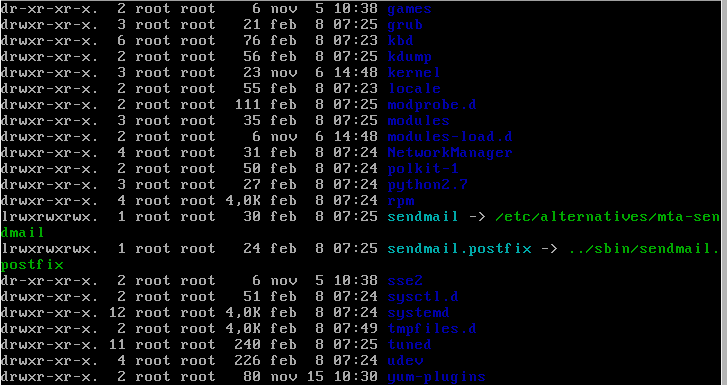 dr-xr-xr-x. 2 root root 6 nov 5 10:38 games
drwxr-xr-x. 3 root root 21 feb 8 07:25 grub
drwxr-xr-x. 6 root root 76 feb 8 07:23 kbd
drwxr-xr-x. 2 root root 56 feb 8 07:25 kdump
drwxr-xr-x. 3 root root 23 nov 6 14:48 kernel
drwxr-xr-x. 2 root root 55 feb 8 07:23 locale
drwxr-xr-x. 2 root root 111 feb 8 07:25 modprobe.d
drwxr-xr-x. 3 root root 35 feb 8 07:25 modules
drwxr-xr-x. 2 root root 6 nov 6 14:48 modules-load.d
drwxr-xr-x. 4 root root 31 feb 8 07:24 NetworkManager
drwxr-xr-x. 2 root root 50 feb 8 07:24 polkit-1
drwxr-xr-x. 3 root root 27 feb 8 07:24 python2.7
drwxr-xr-x. 4 root root 4,0K feb 8 07:24 rpm
lrwxrwxrwx. 1 root root 30 feb 8 07:25 sendmail -> /etc/alternatives/mta-sen
dmail
lrwxrwxrwx. 1 root root 24 feb 8 07:25 sendmail.postfix -> ../sbin/sendmail.
postfix
dr-xr-xr-x. 2 root root 6 nov 5 10:38 sse2
drwxr-xr-x. 2 root root 51 feb 8 07:24 sysctl.d
drwxr-xr-x. 12 root root 4,0K feb 8 07:24 systemd
drwxr-xr-x. 2 root root 4,0K feb 8 07:49 tmpfiles.d
drwxr-xr-x. 11 root root 240 feb 8 07:25 tuned
drwxr-xr-x. 4 root root 226 feb 8 07:24 udev
drwxr-xr-x. 2 root root 80 nov 15 10:30 yum-plugins